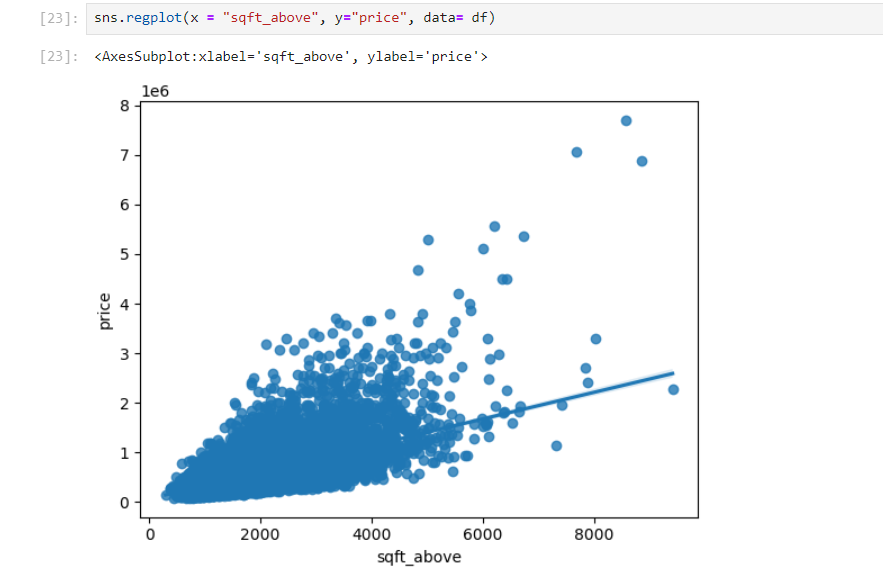 [23]: sns.regplot(x = "sqft_above", y="price", data= df)
[23]: <AxesSubplot:xlabel='sqft_above', ylabel='price'>
1e6
8
7
6
5
4
3
2
1
0
price
0 2000 4000 6000 8000
sqft_above